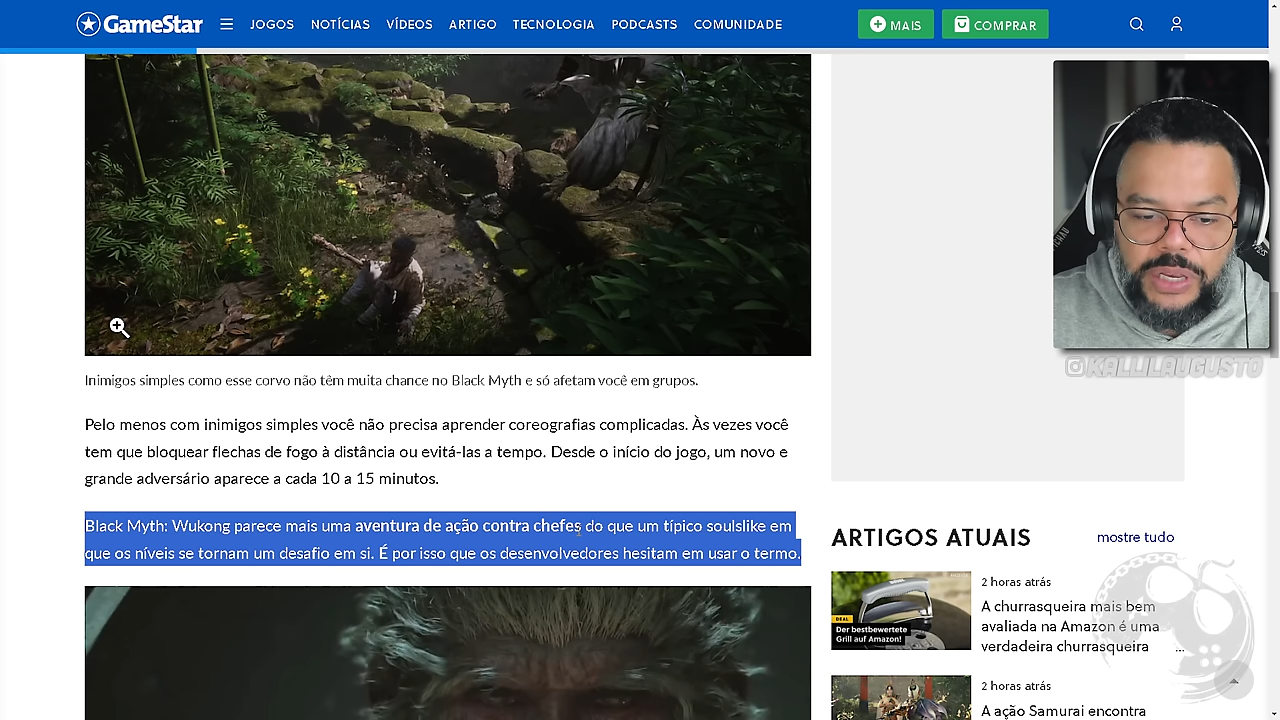 GameStar
JOGOS
NOTÍCIAS
VÍDEOS
ARTIGO
TECNOLOGIA
PODCASTS
COMUNIDADE
MAIS
COMPRAR
Inimigos simples como esse corvo não têm muita chance no Black Myth e só afetam você em grupos.
Pelo menos com inimigos simples você não precisa aprender coreografias complicadas. Às vezes você
tem que bloquear flechas de fogo à distância ou evitá-las a tempo. Desde o início do jogo, um novo e
grande adversário aparece a cada 10 a 15 minutos.
Black Myth: Wukong parece mais uma aventura de ação contra chefes do que um típico soulslike em
que os níveis se tornam um desafio em si. É por isso que os desenvolvedores hesitam em usar o termo.
@KALLILAUGUSTO
ARTIGOS ATUAIS
mostre tudo
2 horas atrás
A churrasqueira mais bem
avaliada na Amazon é uma
verdadeira churrasqueira ...
DEAL
Der bestbewertete
Grill auf Amazon!
2 horas atrás
A ação Samurai encontra